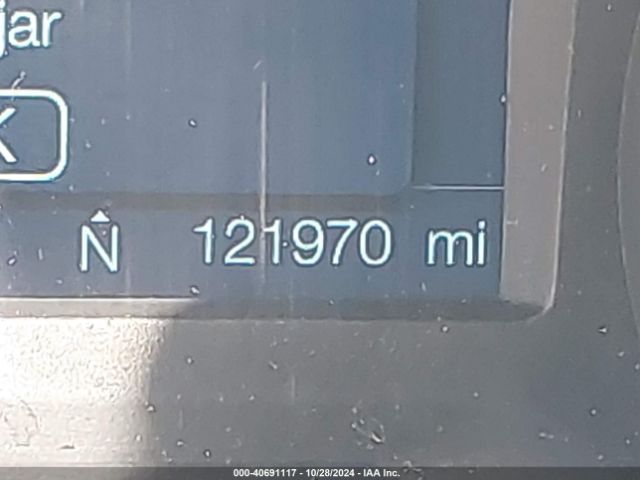 jar
K
N 121970 mi
000-40691117 - 10/28/2024 - IAA Inc.